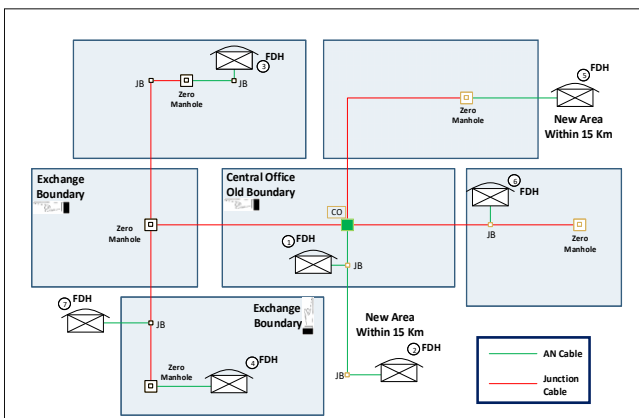 FDH
3
JB
JB
Zero
Manhole
5
FDH
Zero
Manhole
New Area
Within 15 Km
Exchange
Boundary
Central Office
Old Boundary
CO
6
FDH
JB
Zero
Manhole
Zero
Manhole
1
FDH
JB
7
FDH
JB
Exchange
Boundary
New Area
Within 15 Km
Zero
Manhole
4
FDH
2
FDH
JB
AN Cable
Junction
Cable